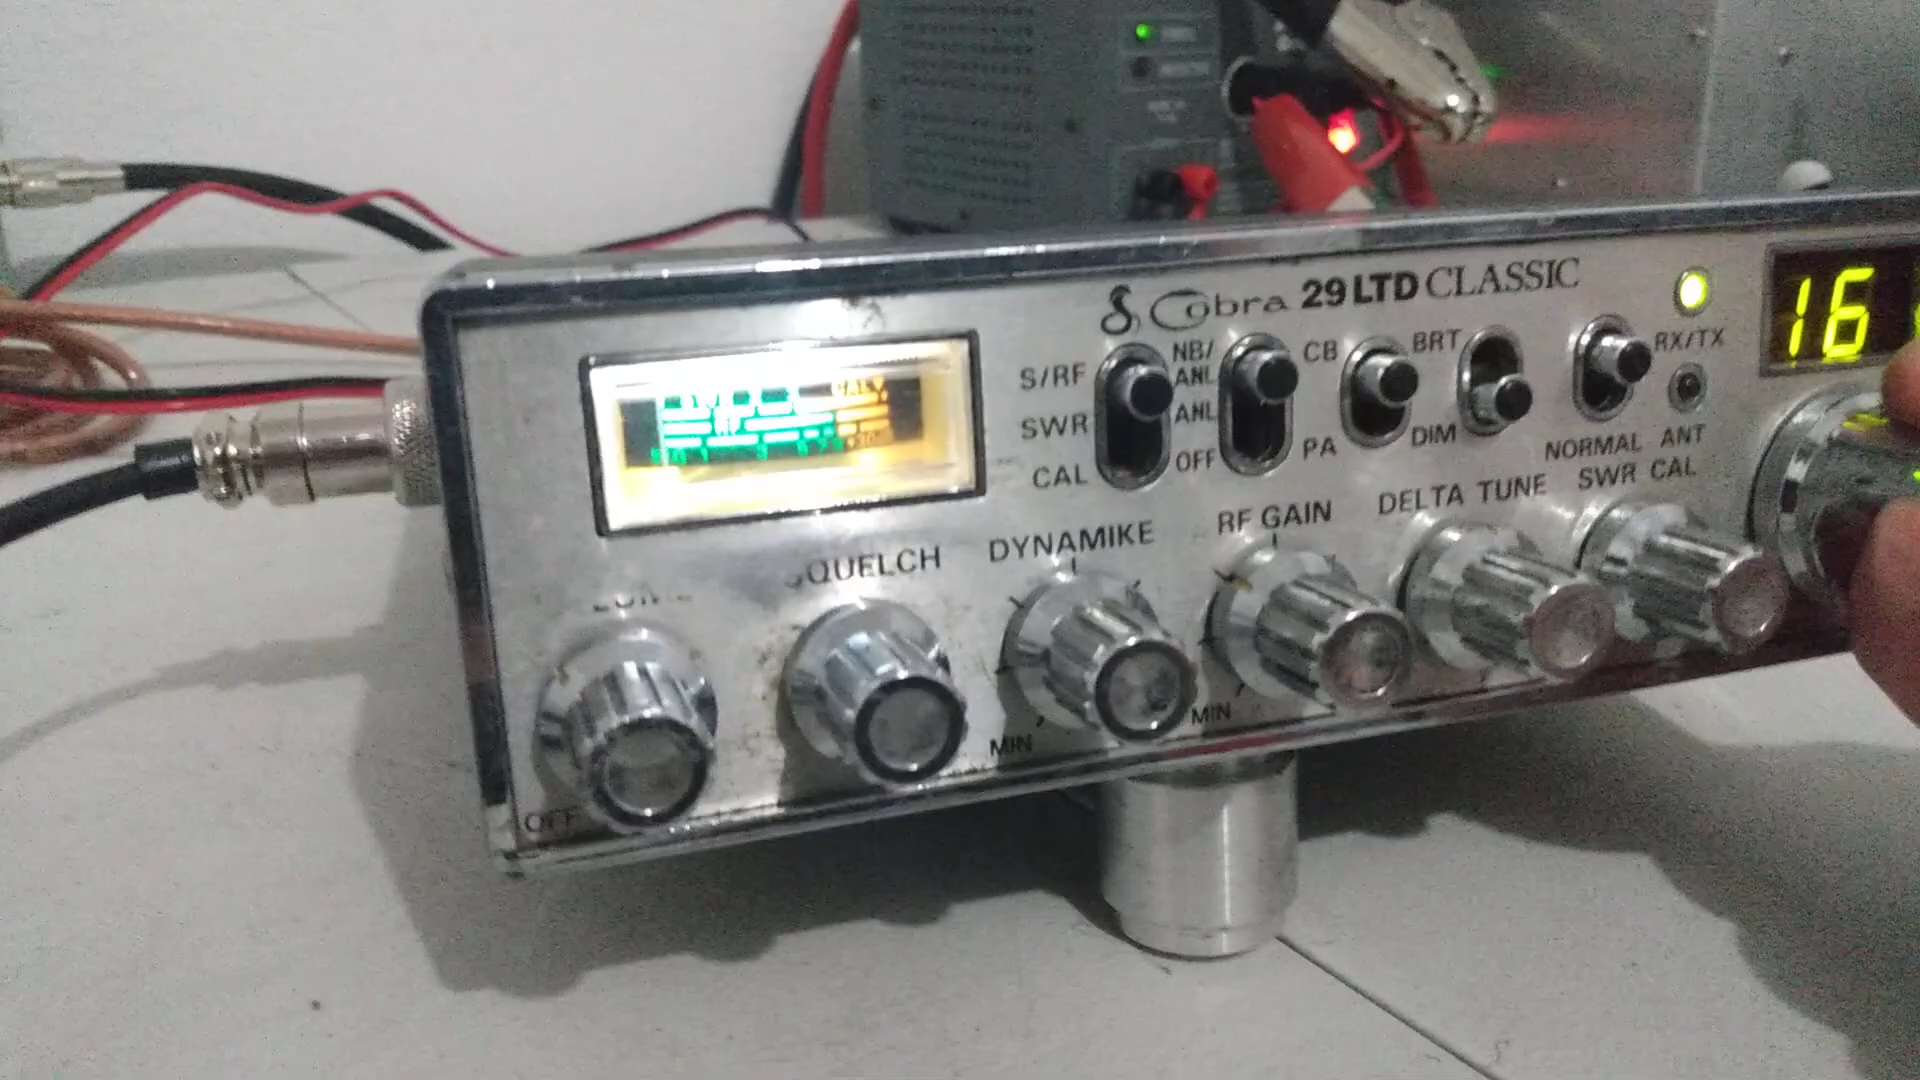 Cobra 29 LTD CLASSIC
16
S/RF
SWR
CAL
NB/
ANL
ANL
OFF
CB
PA
BRT
DIM
NORMAL
RX/TX
ANT
SWR CAL
DELTA TUNE
RF GAIN
DYNAMIKE
SQUELCH
MIN
MIN
OFF